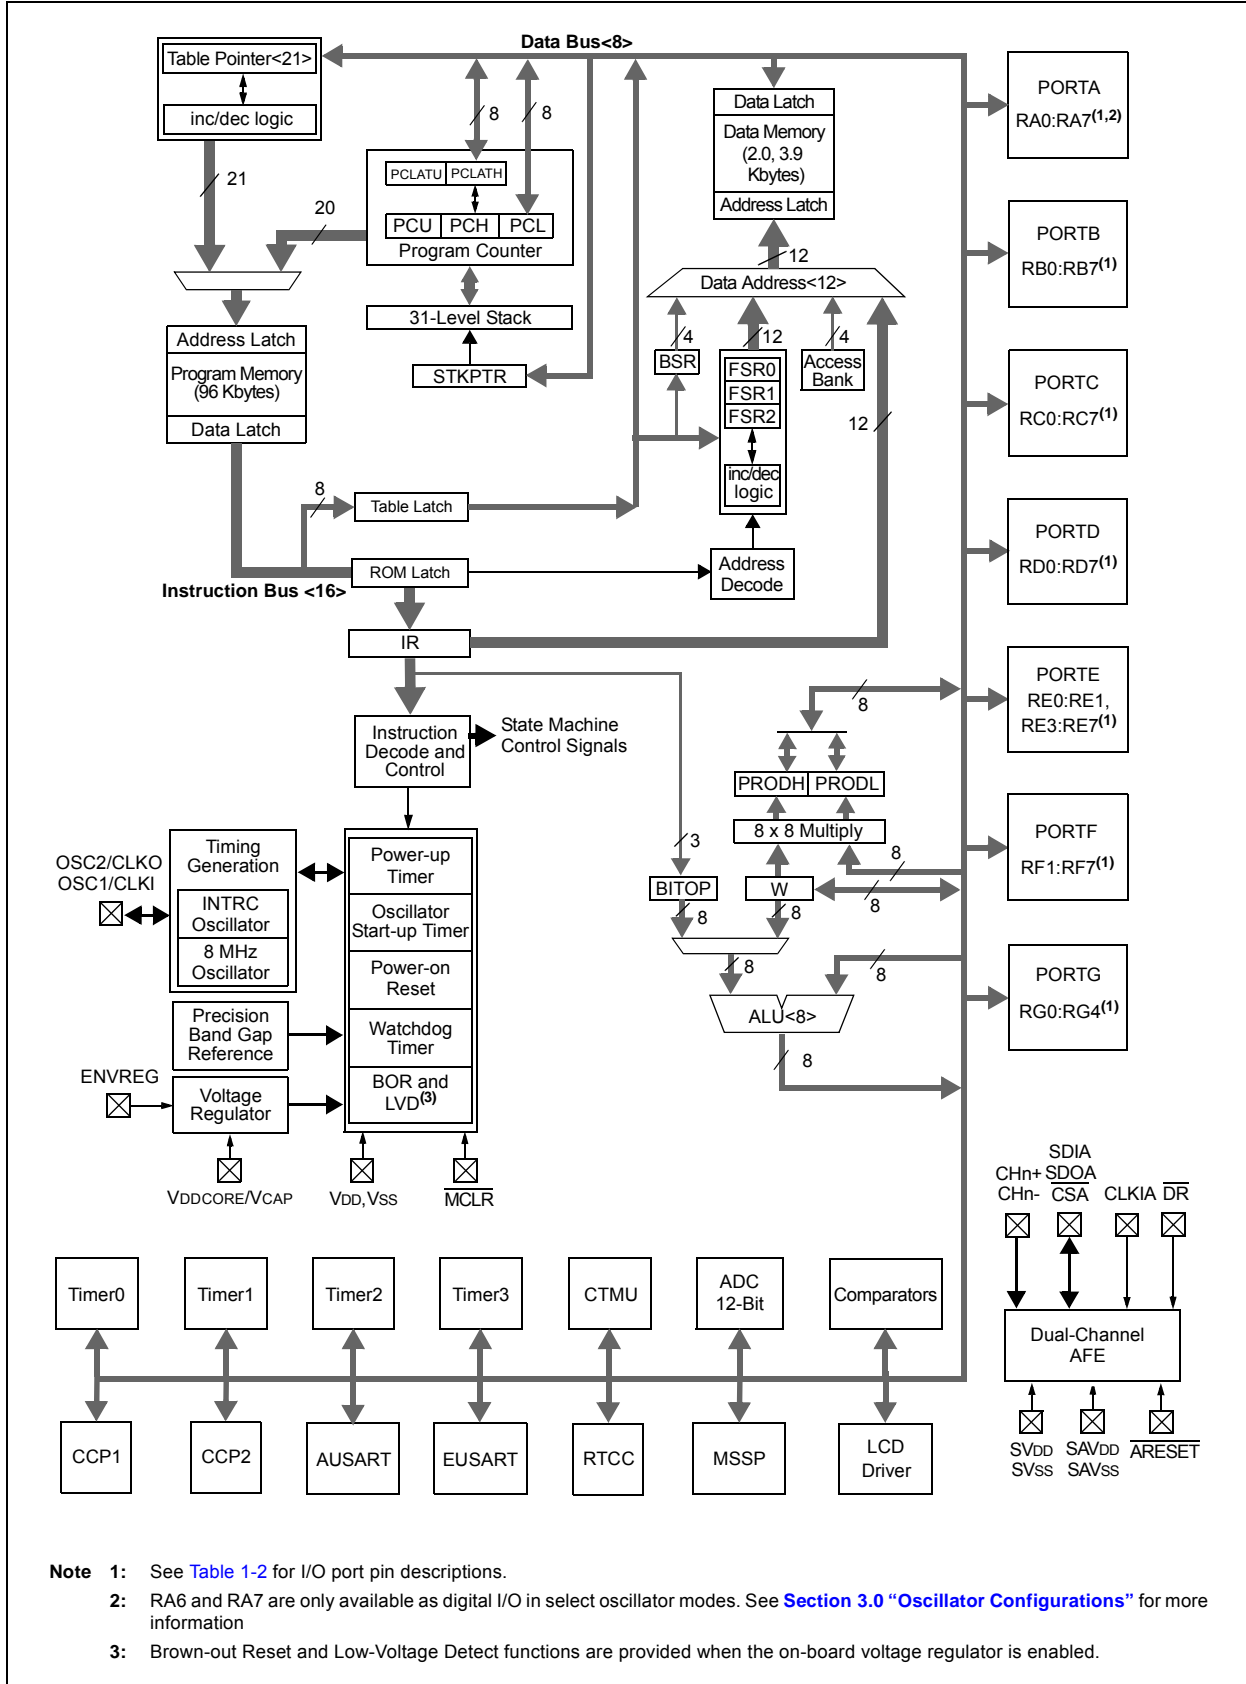 Data Bus<8>
Table Pointer<21>
inc/dec logic
21
20
8
8
PCLATU
PCLATH
PCU
PCH
PCL
Program Counter
31-Level Stack
STKPTR
Data Latch
Data Memory
(2.0, 3.9
Kbytes)
Address Latch
12
Data Address<12>
4
12
4
BSR
FSR0
FSR1
FSR2
inc/dec
logic
Access
Bank
12
Address Latch
Program Memory
(96 Kbytes)
Data Latch
8
Table Latch
ROM Latch
Instruction Bus <16>
Address
Decode
IR
Instruction
Decode and
Control
State Machine
Control Signals
8
PRODH
PRODL
8 x 8 Multiply
3
BITOP
W
8
8
8
8
8
8
ALU<8>
8
OSC2/CLKO
OSC1/CLKI
Timing
Generation
INTRC
Oscillator
8 MHz
Oscillator
Precision
Band Gap
Reference
ENVREG
Voltage
Regulator
Power-up
Timer
Oscillator
Start-up Timer
Power-on
Reset
Watchdog
Timer
BOR and
LVD(3)
VDDCORE/VCAP
VDD,VSS
MCLR
PORTA
RA0:RA7(1,2)
PORTB
RB0:RB7(1)
PORTC
RC0:RC7(1)
PORTD
RD0:RD7(1)
PORTE
RE0:RE1,
RE3:RE7(1)
PORTF
RF1:RF7(1)
PORTG
RG0:RG4(1)
CHn+
CHn-
SDIA
SDOA
CSA
CLKIA
DR
Dual-Channel
AFE
SVDD
SVSS
SAVDD
SAVSS
ARESET
Timer0
Timer1
Timer2
Timer3
CTMU
ADC
12-Bit
Comparators
CCP1
CCP2
AUSART
EUSART
RTCC
MSSP
LCD
Driver
Note 1: See Table 1-2 for I/O port pin descriptions.
2: RA6 and RA7 are only available as digital I/O in select oscillator modes. See Section 3.0 “Oscillator Configurations” for more
information
3: Brown-out Reset and Low-Voltage Detect functions are provided when the on-board voltage regulator is enabled.